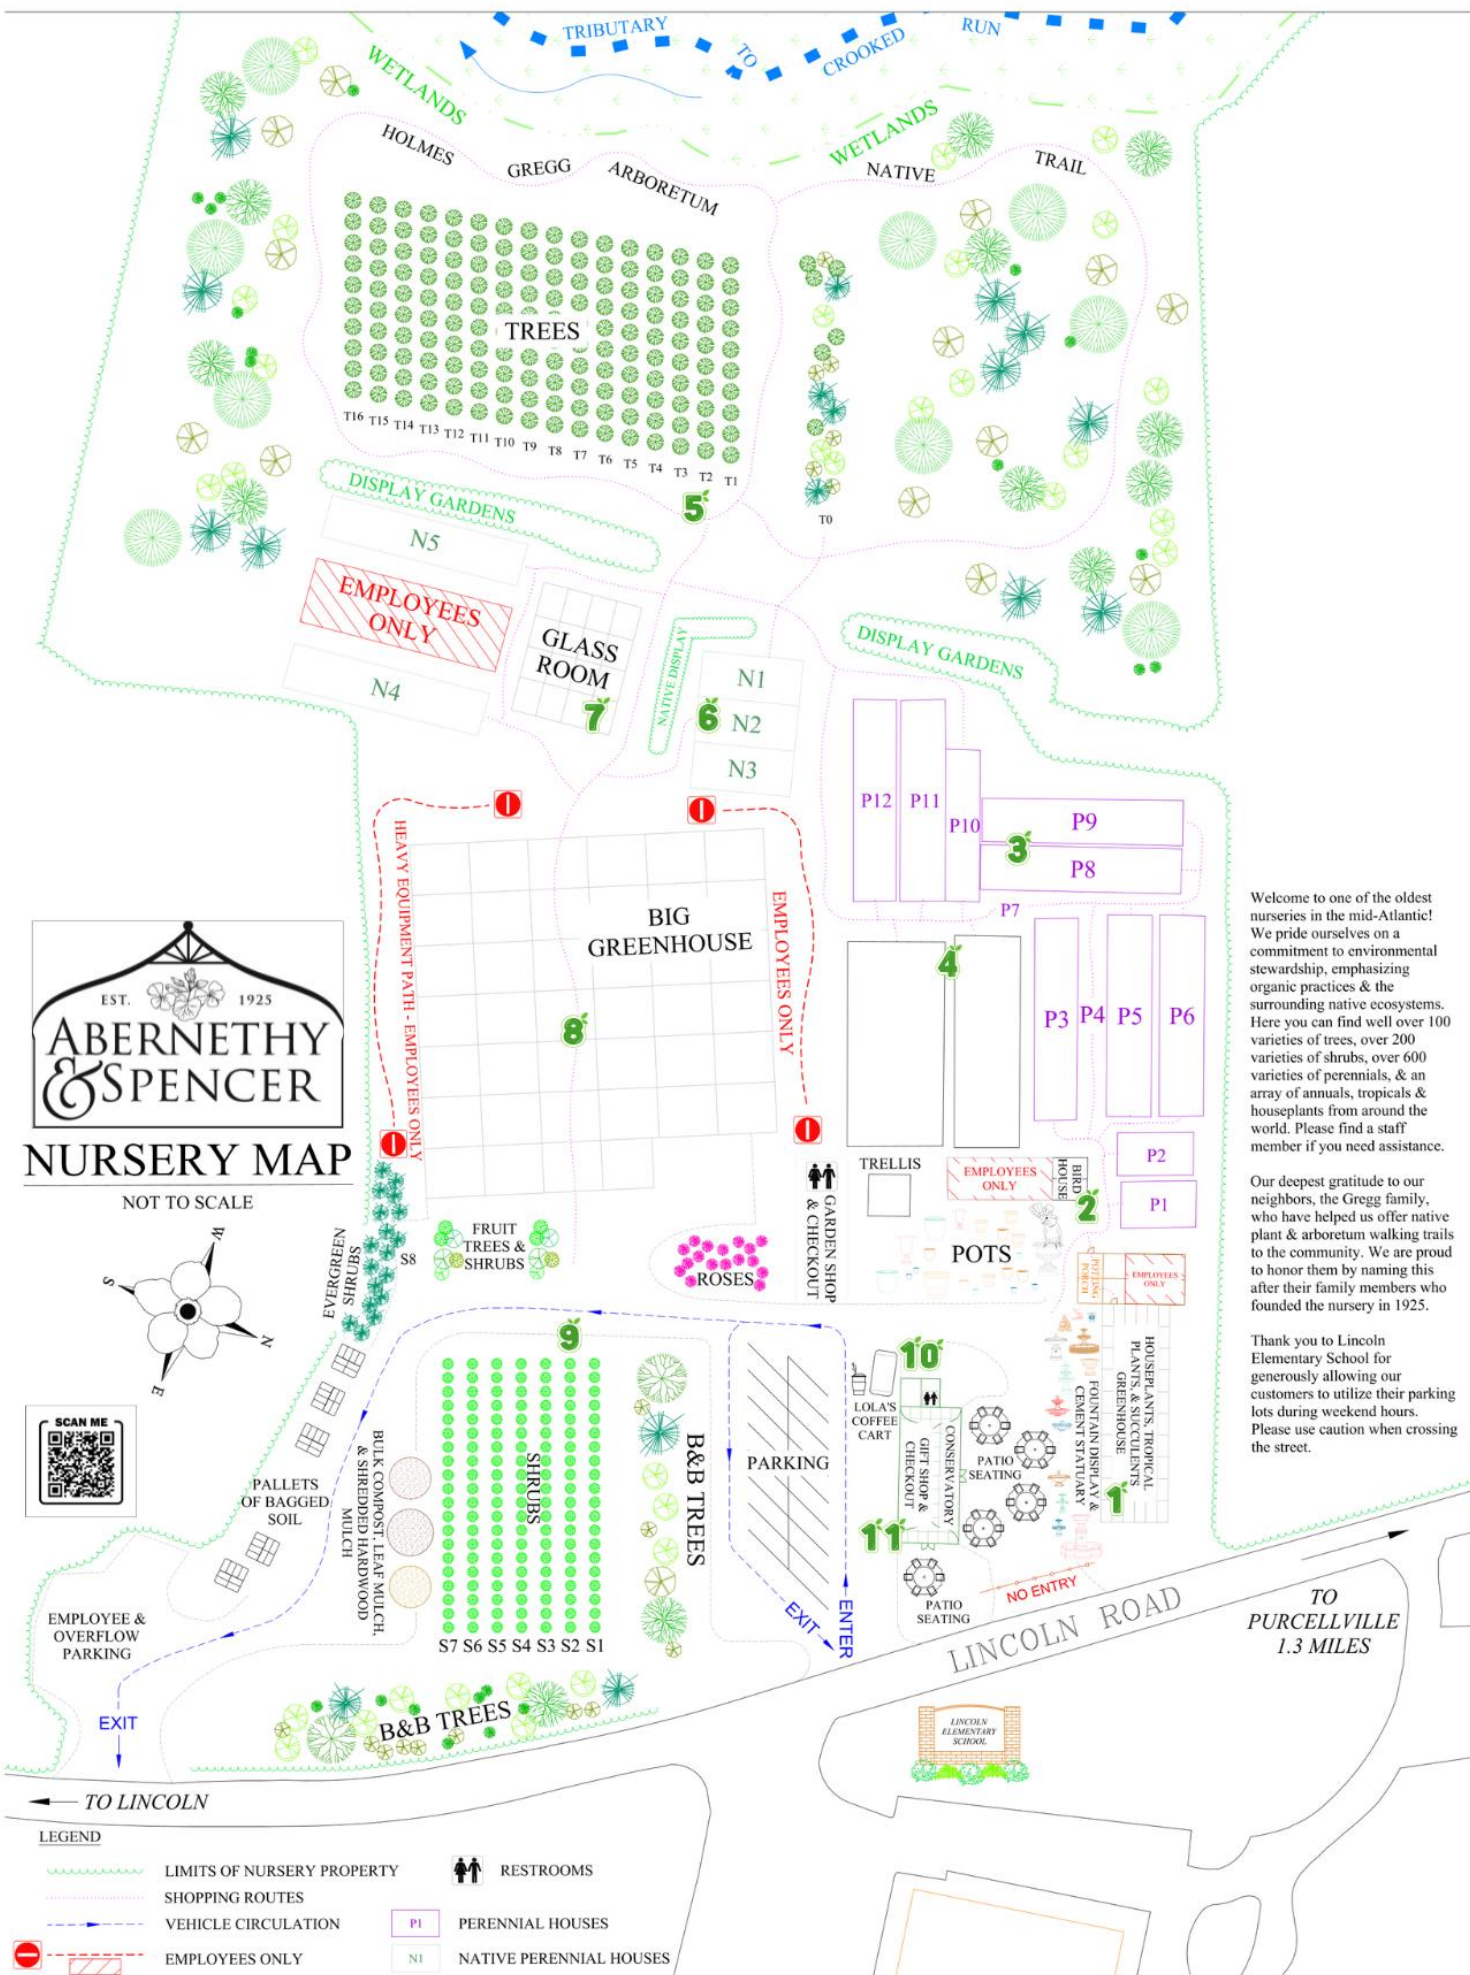 TRIBUTARY
TO
CROOKED
RUN
WETLANDS
WETLANDS
HOLMES
GREGG
ARBORETUM
NATIVE
TRAIL
TREES
T16 T15 T14 T13 T12 T11 T10 T9 T8 T7 T6 T5 T4 T3 T2 T1
T0
5
DISPLAY GARDENS
N5
EMPLOYEES
ONLY
N4
GLASS
ROOM
7
NATIVE DISPLAY
6
N1
N2
N3
DISPLAY GARDENS
P12
P11
P10
P9
3
P8
P7
HEAVY EQUIPMENT PATH - EMPLOYEES ONLY
BIG
GREENHOUSE
8
EMPLOYEES ONLY
4
P3
P4
P5
P6
P2
P1
EST. 1925
ABERNETHY
&SPENCER
NURSERY MAP
NOT TO SCALE
W
S
N
E
SCAN ME
Welcome to one of the oldest
nurseries in the mid-Atlantic!
We pride ourselves on a
commitment to environmental
stewardship, emphasizing
organic practices & the
surrounding native ecosystems.
Here you can find well over 100
varieties of trees, over 200
varieties of shrubs, over 600
varieties of perennials, & an
array of annuals, tropicals &
houseplants from around the
world. Please find a staff
member if you need assistance.
Our deepest gratitude to our
neighbors, the Gregg family,
who have helped us offer native
plant & arboretum walking trails
to the community. We are proud
to honor them by naming this
after their family members who
founded the nursery in 1925.
Thank you to Lincoln
Elementary School for
generously allowing our
customers to utilize their parking
lots during weekend hours.
Please use caution when crossing
the street.
EVERGREEN
SHRUBS
S8
FRUIT
TREES &
SHRUBS
ROSES
GARDEN SHOP
& CHECKOUT
TRELLIS
EMPLOYEES
ONLY
BIRD
HOUSE
2
POTS
POTTING
PORCH
EMPLOYEES
ONLY
9
10
LOLA'S
COFFEE
CART
GIFT SHOP &
CHECKOUT
CONSERVATORY
11
PATIO
SEATING
PATIO
SEATING
FOUNTAIN DISPLAY &
CEMENT STATUARY
HOUSEPLANTS, TROPICAL
PLANTS, & SUCCULENTS
GREENHOUSE
1
NO ENTRY
PARKING
EXIT
ENTER
B&B TREES
SHRUBS
S7 S6 S5 S4 S3 S2 S1
BULK COMPOST, LEAF MULCH,
& SHREDDED HARDWOOD
MULCH
PALLETS
OF BAGGED
SOIL
EMPLOYEE &
OVERFLOW
PARKING
EXIT
B&B TREES
LINCOLN ROAD
TO
PURCELLVILLE
1.3 MILES
LINCOLN
ELEMENTARY
SCHOOL
TO LINCOLN
LEGEND
LIMITS OF NURSERY PROPERTY
SHOPPING ROUTES
VEHICLE CIRCULATION
EMPLOYEES ONLY
RESTROOMS
P1 PERENNIAL HOUSES
N1 NATIVE PERENNIAL HOUSES